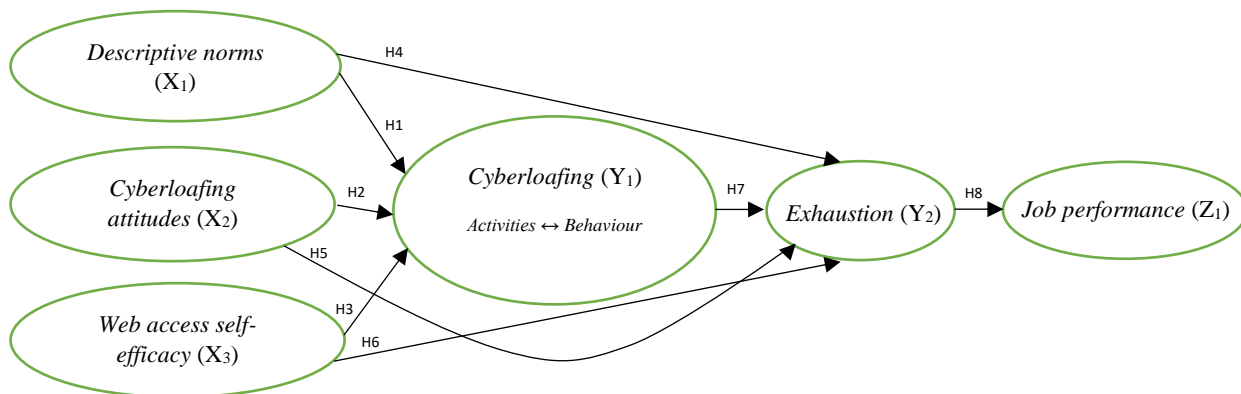 Descriptive norms
(X₁)
H4
H1
Cyberloafing
attitudes (X₂)
H2
Cyberloafing (Y₁)
Activities ↔ Behaviour
H7
Exhaustion (Y₂)
H8
Job performance (Z₁)
H5
H3
Web access self-
efficacy (X₃)
H6